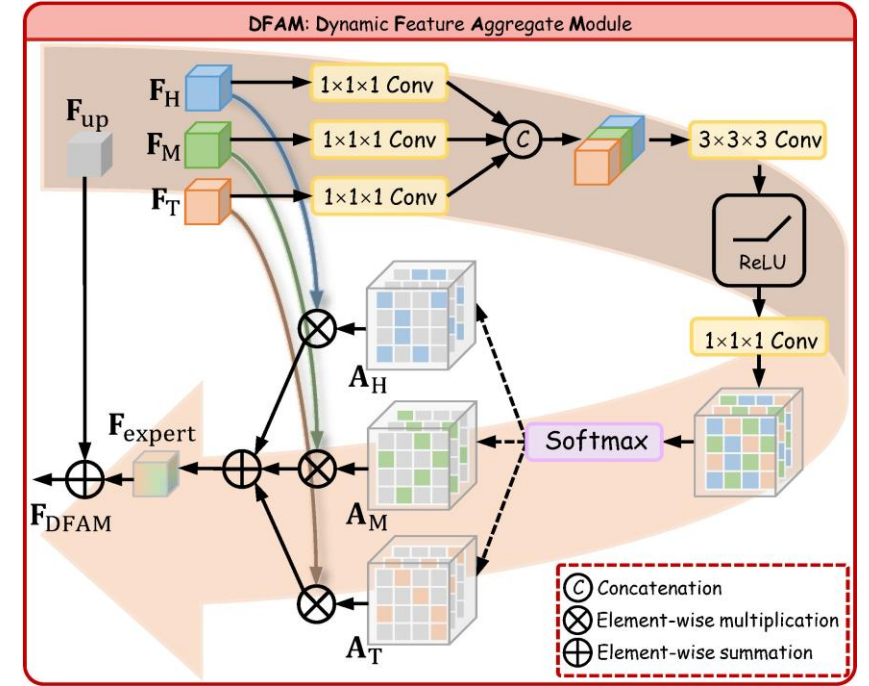 DFAM: Dynamic Feature Aggregate Module
F_up
F_H
1×1×1 Conv
F_M
1×1×1 Conv
C
3×3×3 Conv
F_T
1×1×1 Conv
ReLU
1×1×1 Conv
A_H
F_expert
Softmax
F_DFAM
A_M
A_T
C Concatenation
⊗ Element-wise multiplication
⊕ Element-wise summation